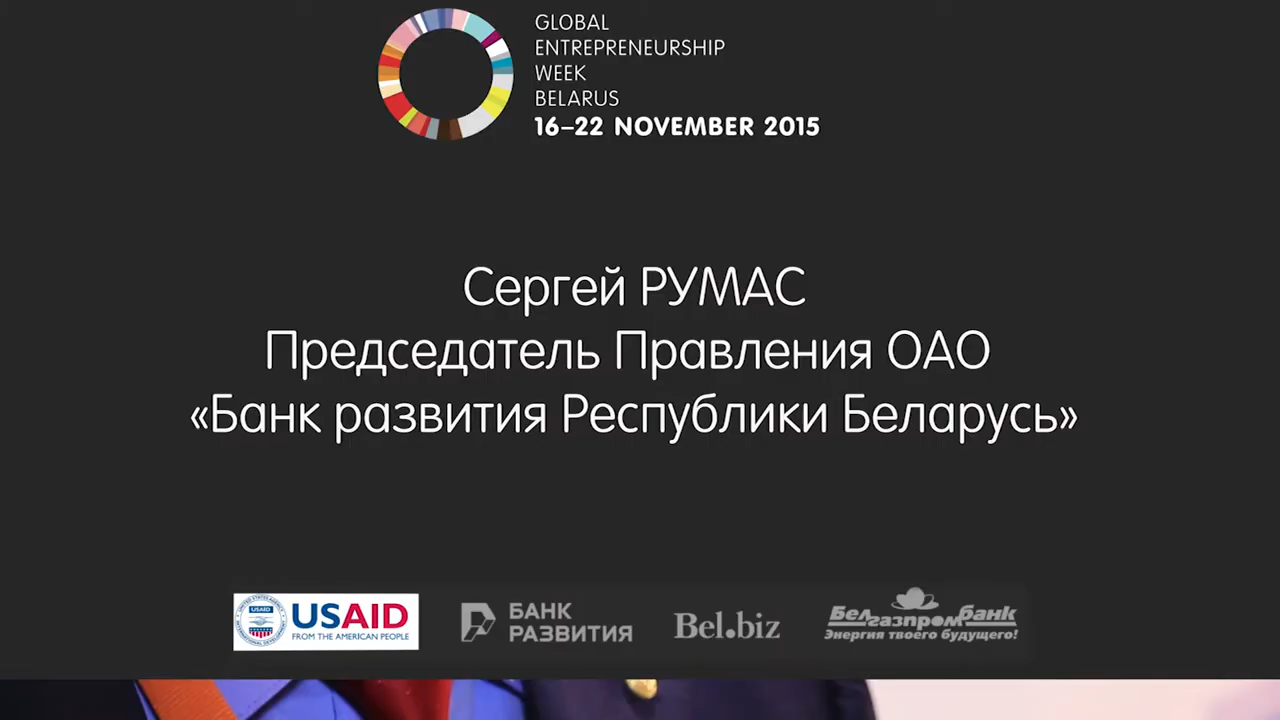 GLOBAL
ENTREPRENEURSHIP
WEEK
BELARUS
16–22 NOVEMBER 2015
Сергей РУМАС
Председатель Правления ОАО
«Банк развития Республики Беларусь»
USAID
FROM THE AMERICAN PEOPLE
БАНК
РАЗВИТИЯ
Bel.biz
Белгазпромбанк
Энергия твоего будущего!